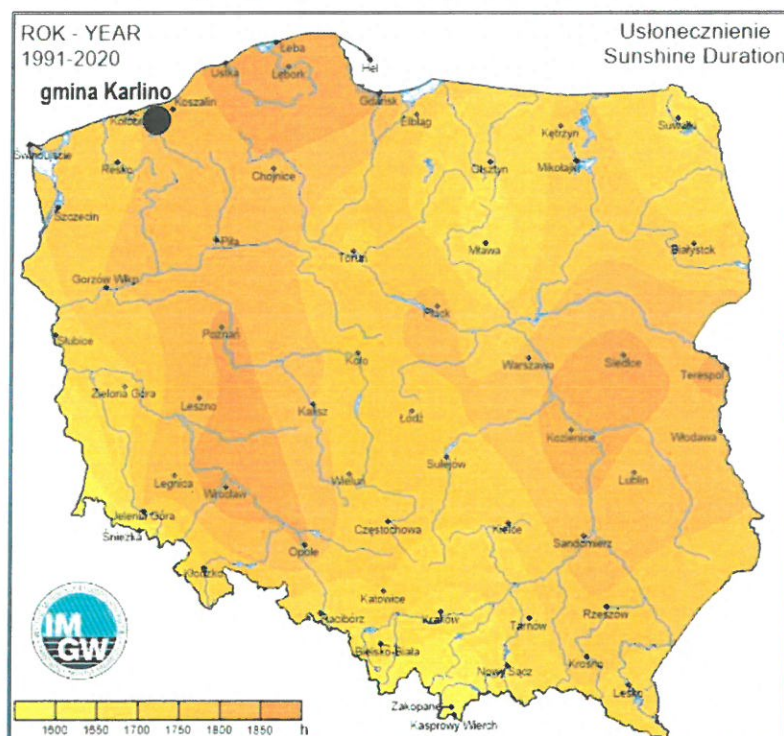 ROK - YEAR
1991-2020
Usłonecznienie
Sunshine Duration
gmina Karlino
Łeba
Ustka
Lębork
Hel
Koszalin
Gdańsk
Elbląg
Kętrzyn
Suwałki
Świnoujście
Resko
Chojnice
Olsztyn
Mikołajki
Szczecin
Piła
Toruń
Mława
Białystok
Gorzów Wlkp.
Płock
Słubice
Poznań
Koło
Warszawa
Siedlce
Terespol
Zielona Góra
Leszno
Kalisz
Łódź
Kozienice
Włodawa
Sulejów
Legnica
Wrocław
Wieluń
Lublin
Jelenia Góra
Śnieżka
Częstochowa
Kielce
Opole
Sandomierz
Kłodzko
Katowice
Racibórz
Kraków
Tarnów
Rzeszów
Bielsko-Biała
Nowy Sącz
Krosno
Lesko
Zakopane
Kasprowy Wierch
IM
GW
1600 1650 1700 1750 1800 1850 h